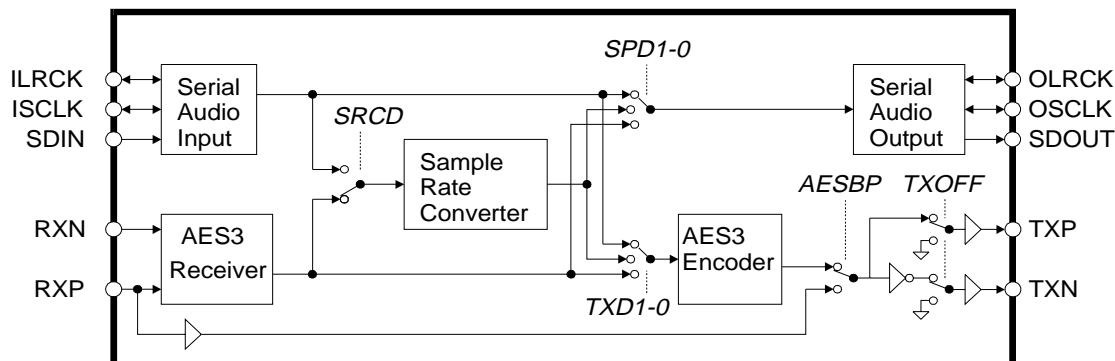 SPD1-0
ILRCK
ISCLK
SDIN
Serial
Audio
Input
SRCD
Serial
Audio
Output
OLRCK
OSCLK
SDOUT
Sample
Rate
Converter
AESBP
TXOFF
RXN
RXP
AES3
Receiver
AES3
Encoder
TXP
TXN
TXD1-0